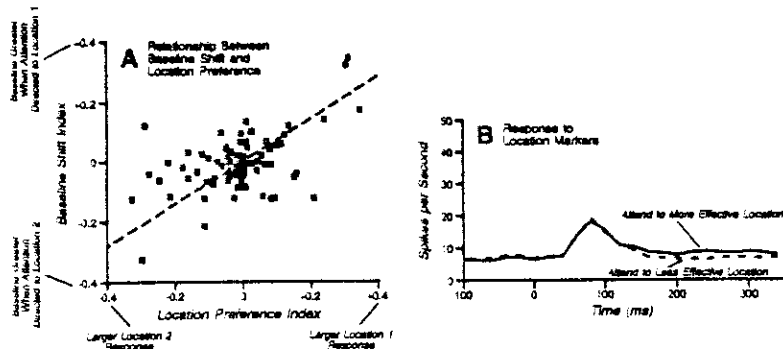 Baseline Greater
When Attention
Directed to Location 1
A Relationship Between
Baseline Shift and
Location Preference
-0.4
-0.2
0
-0.2
-0.4
Baseline Shift Index
Baseline Greater
When Attention
Directed to Location 2
-0.4
-0.2
0
-0.2
-0.4
Location Preference Index
Larger Location 2
Response
Larger Location 1
Response
B Response to
Location Markers
50
40
30
20
10
0
Spikes per Second
Attend to More Effective Location
Attend to Less Effective Location
100
0
100
200
300
Time (ms)